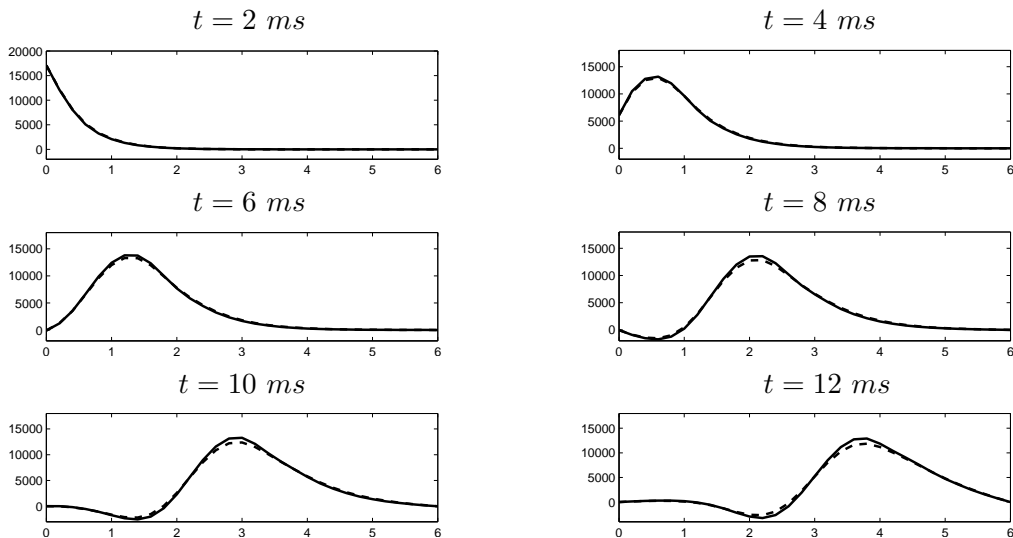 t = 2 ms
20000
15000
10000
5000
0
0 1 2 3 4 5 6
t = 4 ms
15000
10000
5000
0
0 1 2 3 4 5 6
t = 6 ms
15000
10000
5000
0
0 1 2 3 4 5 6
t = 8 ms
15000
10000
5000
0
0 1 2 3 4 5 6
t = 10 ms
15000
10000
5000
0
0 1 2 3 4 5 6
t = 12 ms
15000
10000
5000
0
0 1 2 3 4 5 6